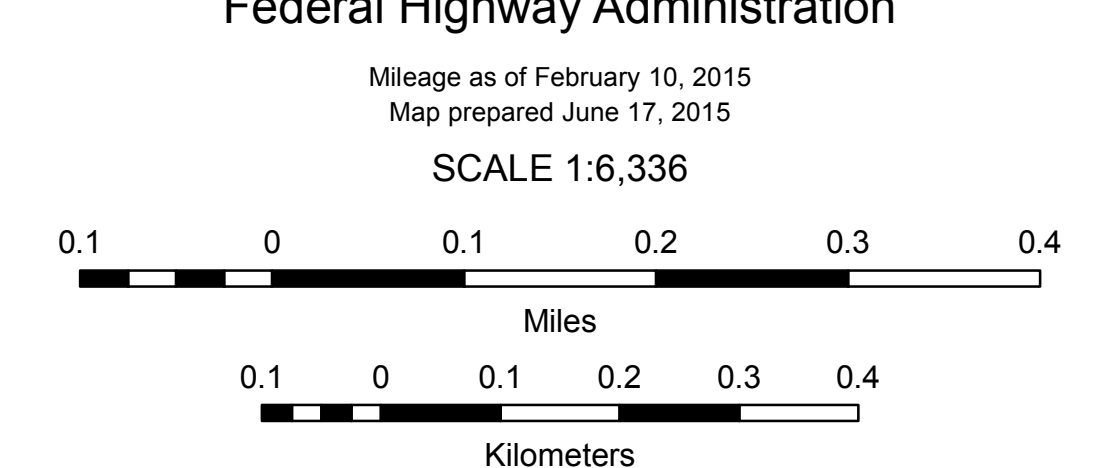 Federal Highway Administration
Mileage as of February 10, 2015
Map prepared June 17, 2015
SCALE 1:6,336
0.1 0 0.1 0.2 0.3 0.4
Miles
0.1 0 0.1 0.2 0.3 0.4
Kilometers